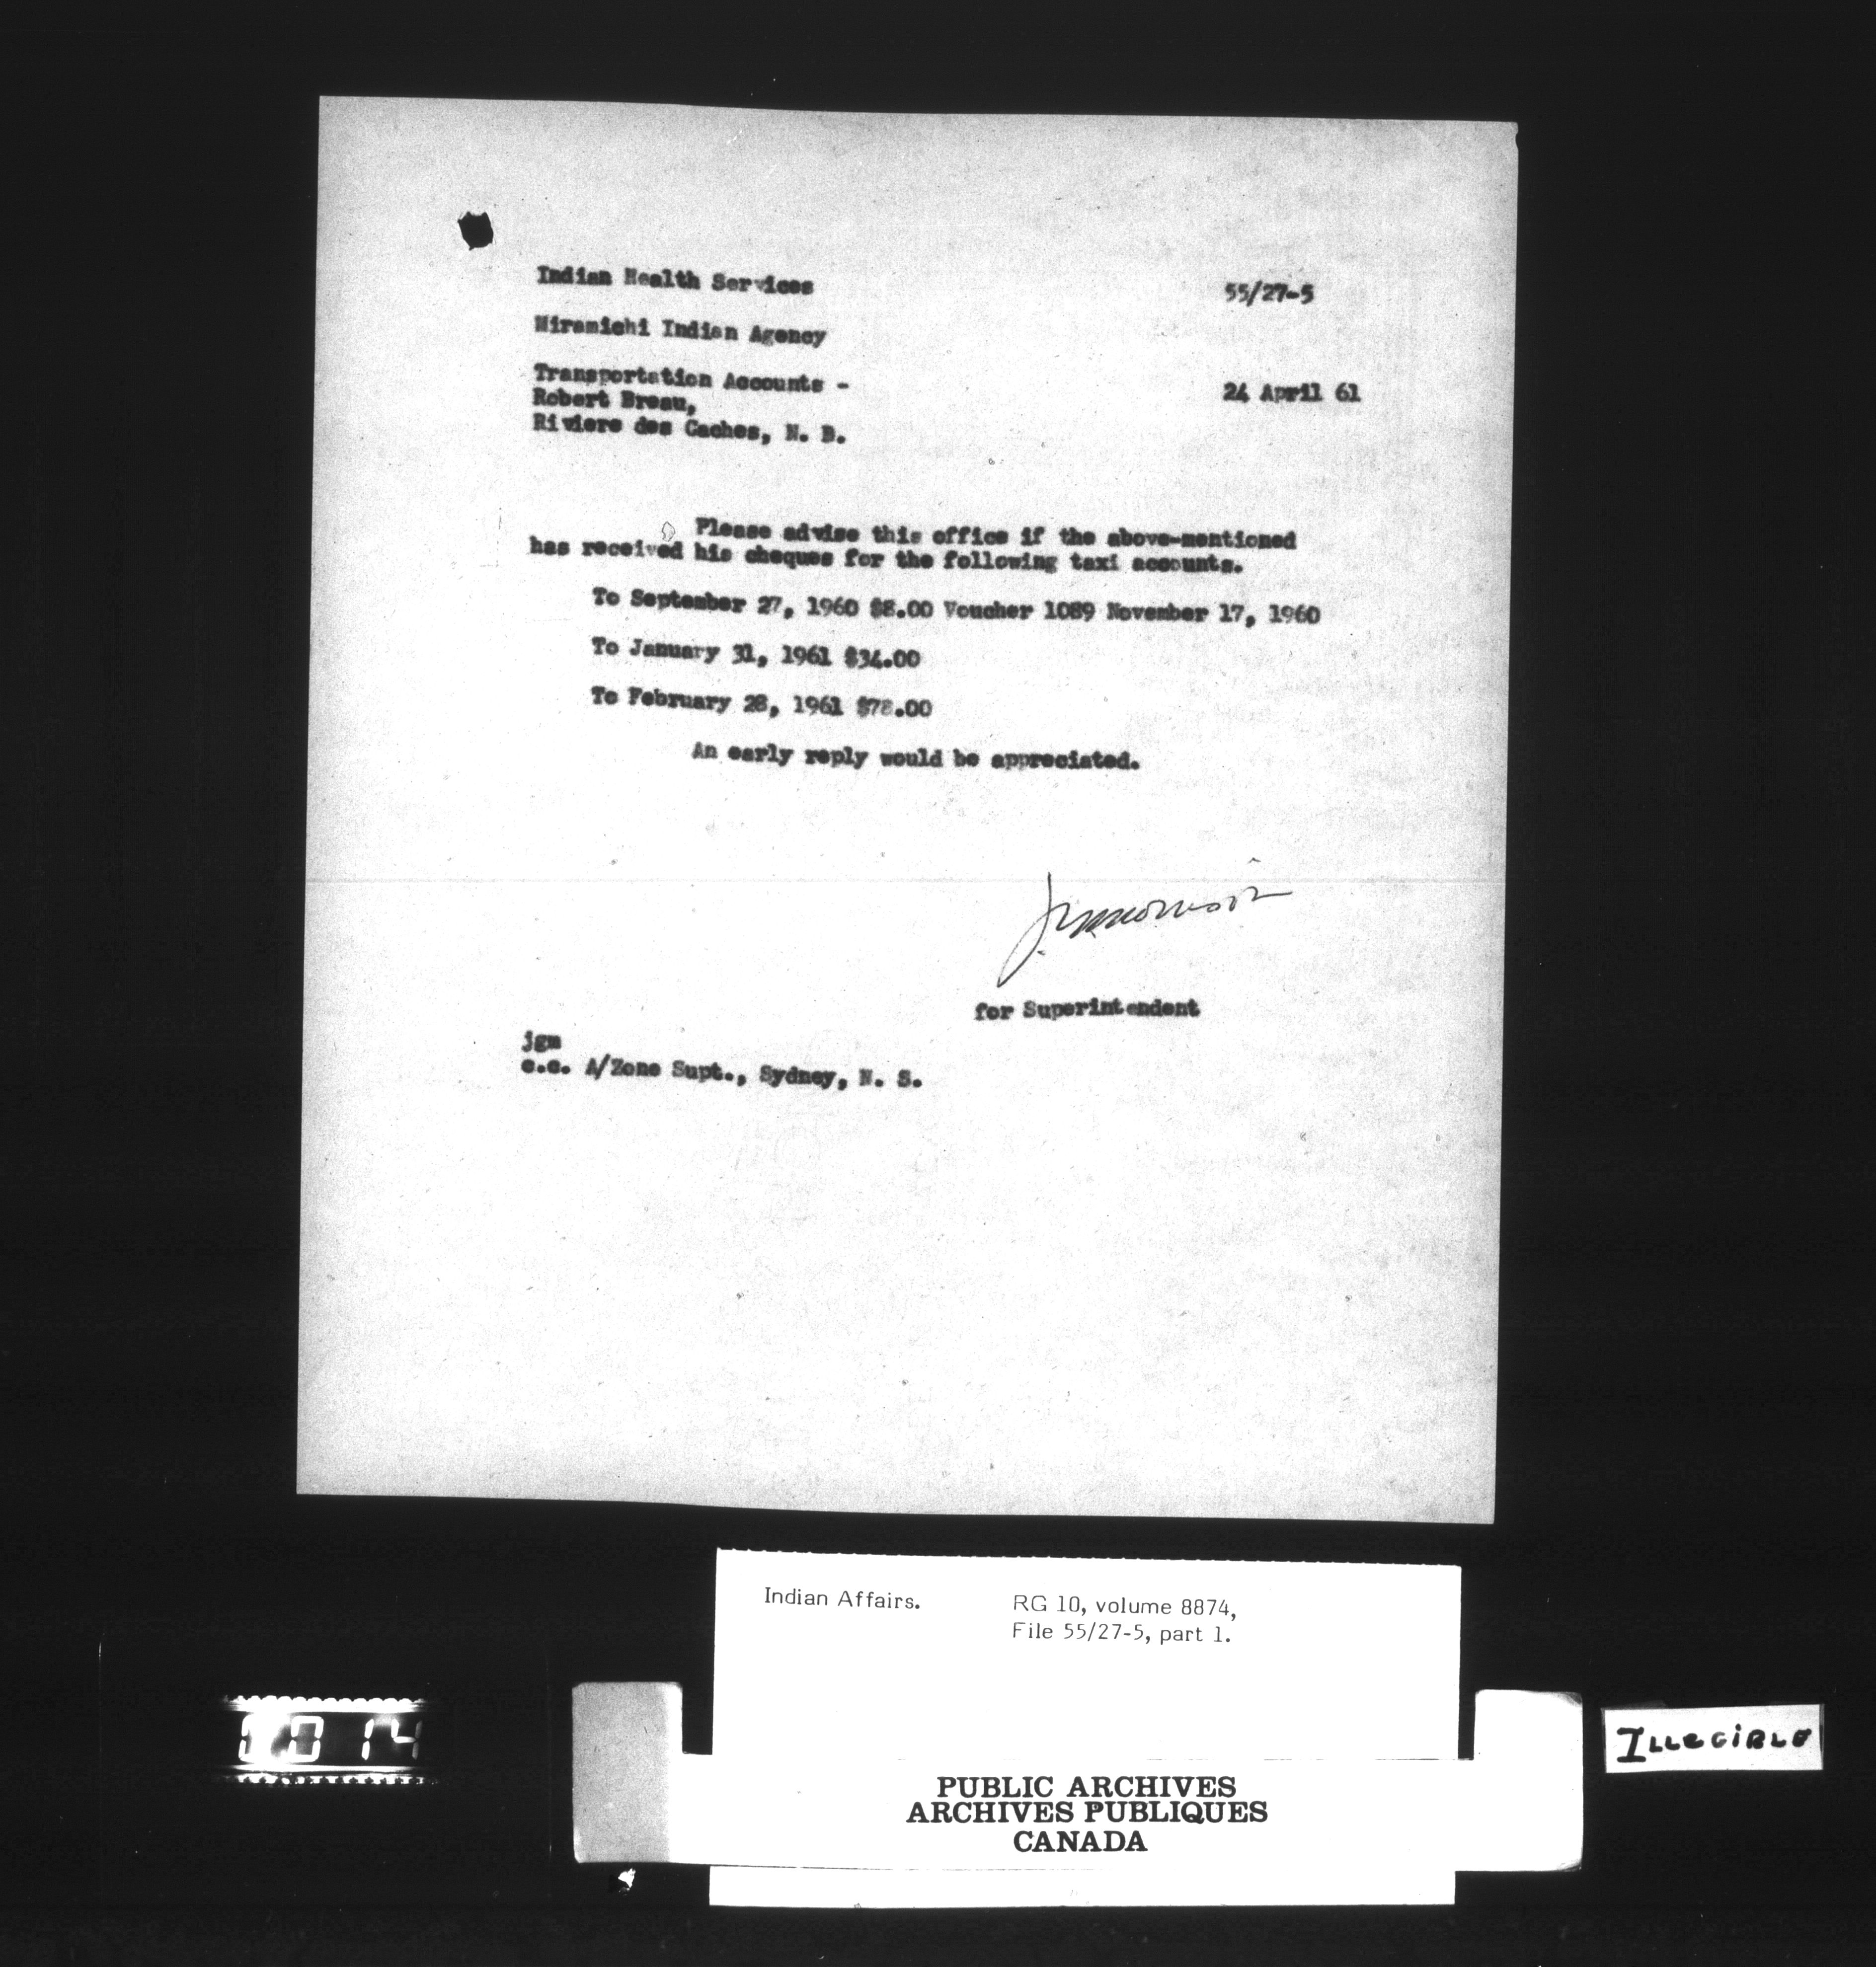 Indian Health Services
55/27-5
Miramichi Indian Agency
Transportation Accounts -
24 April 61
Robert Breau,
Riviere des Caches, N. B.
Please advise this office if the above-mentioned
has received his cheques for the following taxi accounts.
To September 27, 1960 $8.00 Voucher 1089 November 17, 1960
To January 31, 1961 $34.00
To February 28, 1961 $78.00
An early reply would be appreciated.
for Superintendent
jgm
c.c. A/Zone Supt., Sydney, N. S.
Indian Affairs.
RG 10, volume 8874,
File 55/27-5, part 1.
Illegible
PUBLIC ARCHIVES
ARCHIVES PUBLIQUES
CANADA